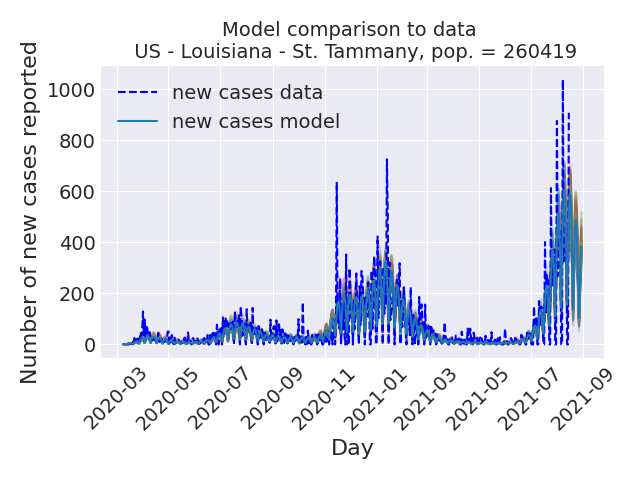 Model comparison to data
US - Louisiana - St. Tammany, pop. = 260419
Number of new cases reported
1000
800
600
400
200
0
new cases data
new cases model
2020-03
2020-05
2020-07
2020-09
2020-11
2021-01
2021-03
2021-05
2021-07
2021-09
Day